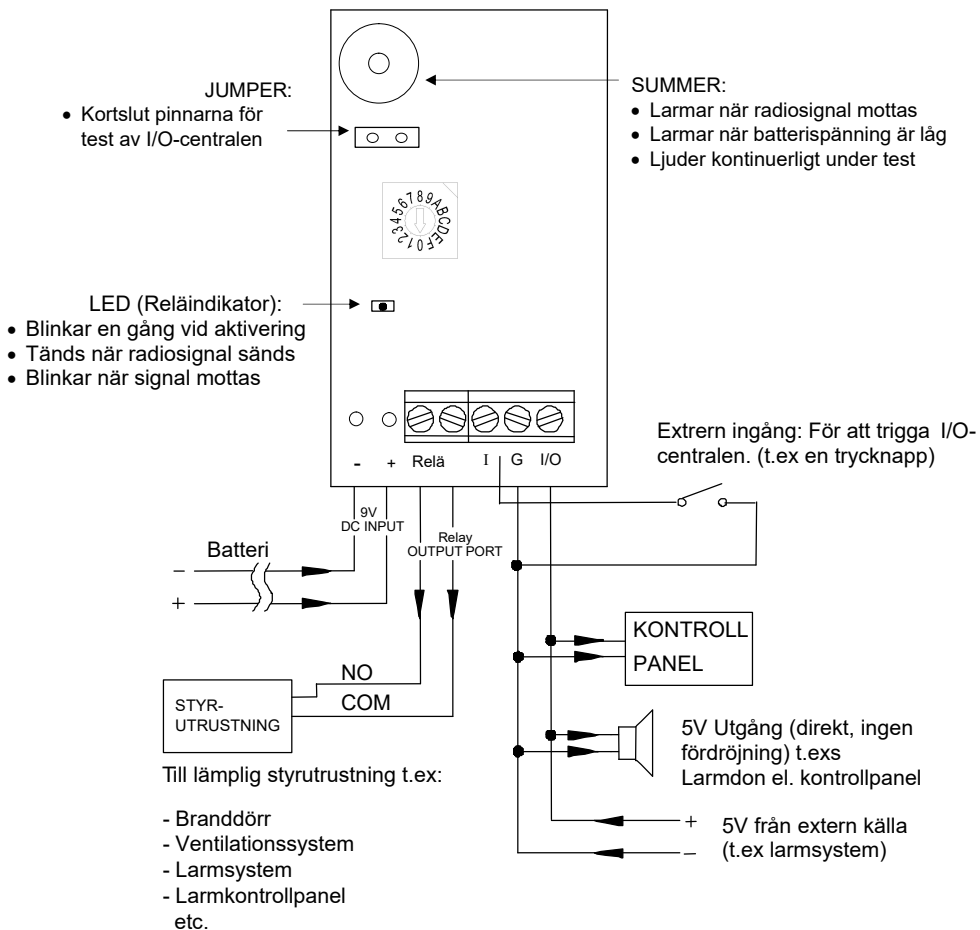 JUMPER:
• Kortslut pinnarna för
test av I/O-centralen
SUMMER:
• Larmar när radiosignal mottas
• Larmar när batterispänning är låg
• Ljuder kontinuerligt under test
0123456789ABCDEF
LED (Reläindikator):
• Blinkar en gång vid aktivering
• Tänds när radiosignal sänds
• Blinkar när signal mottas
- + Relä I G I/O
Extrern ingång: För att trigga I/O-
centralen. (t.ex en trycknapp)
9V
DC INPUT
Relay
OUTPUT PORT
Batteri
−
+
NO
COM
STYR-
UTRUSTNING
KONTROLL
PANEL
5V Utgång (direkt, ingen
fördröjning) t.exs
Larmdon el. kontrollpanel
+
−
5V från extern källa
(t.ex larmsystem)
Till lämplig styrutrustning t.ex:
- Branddörr
- Ventilationssystem
- Larmsystem
- Larmkontrollpanel
etc.